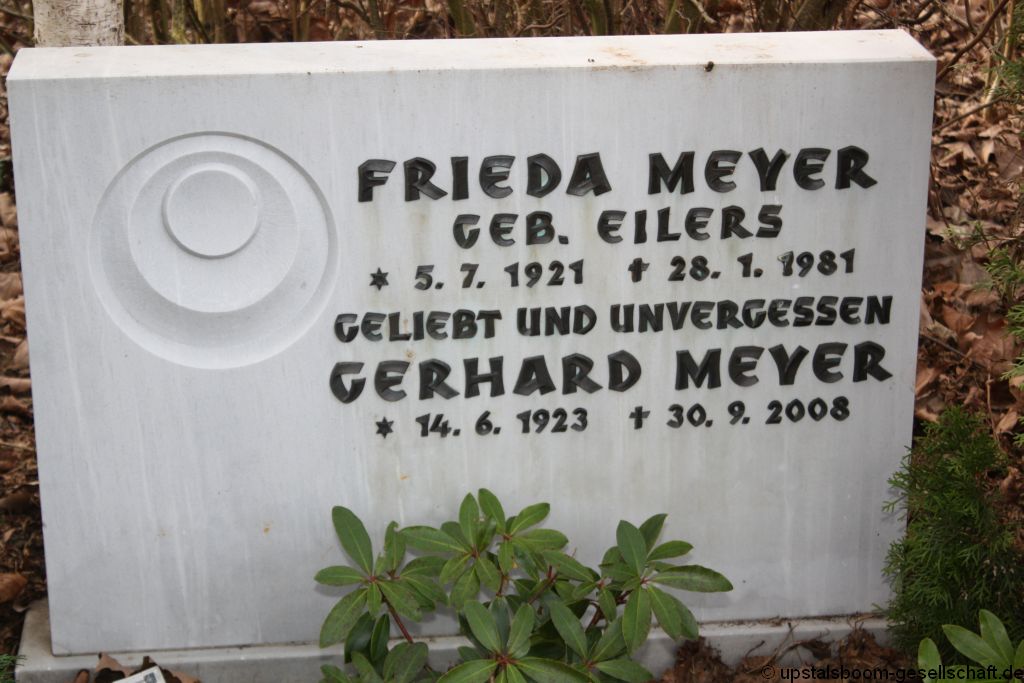 FRIEDA MEYER
GEB. EILERS
* 5. 7. 1921 ✝ 28. 1. 1981
GELIEBT UND UNVERGESSEN
GERHARD MEYER
* 14. 6. 1923 ✝ 30. 9. 2008
© upstalsboom-gesellschaft.de